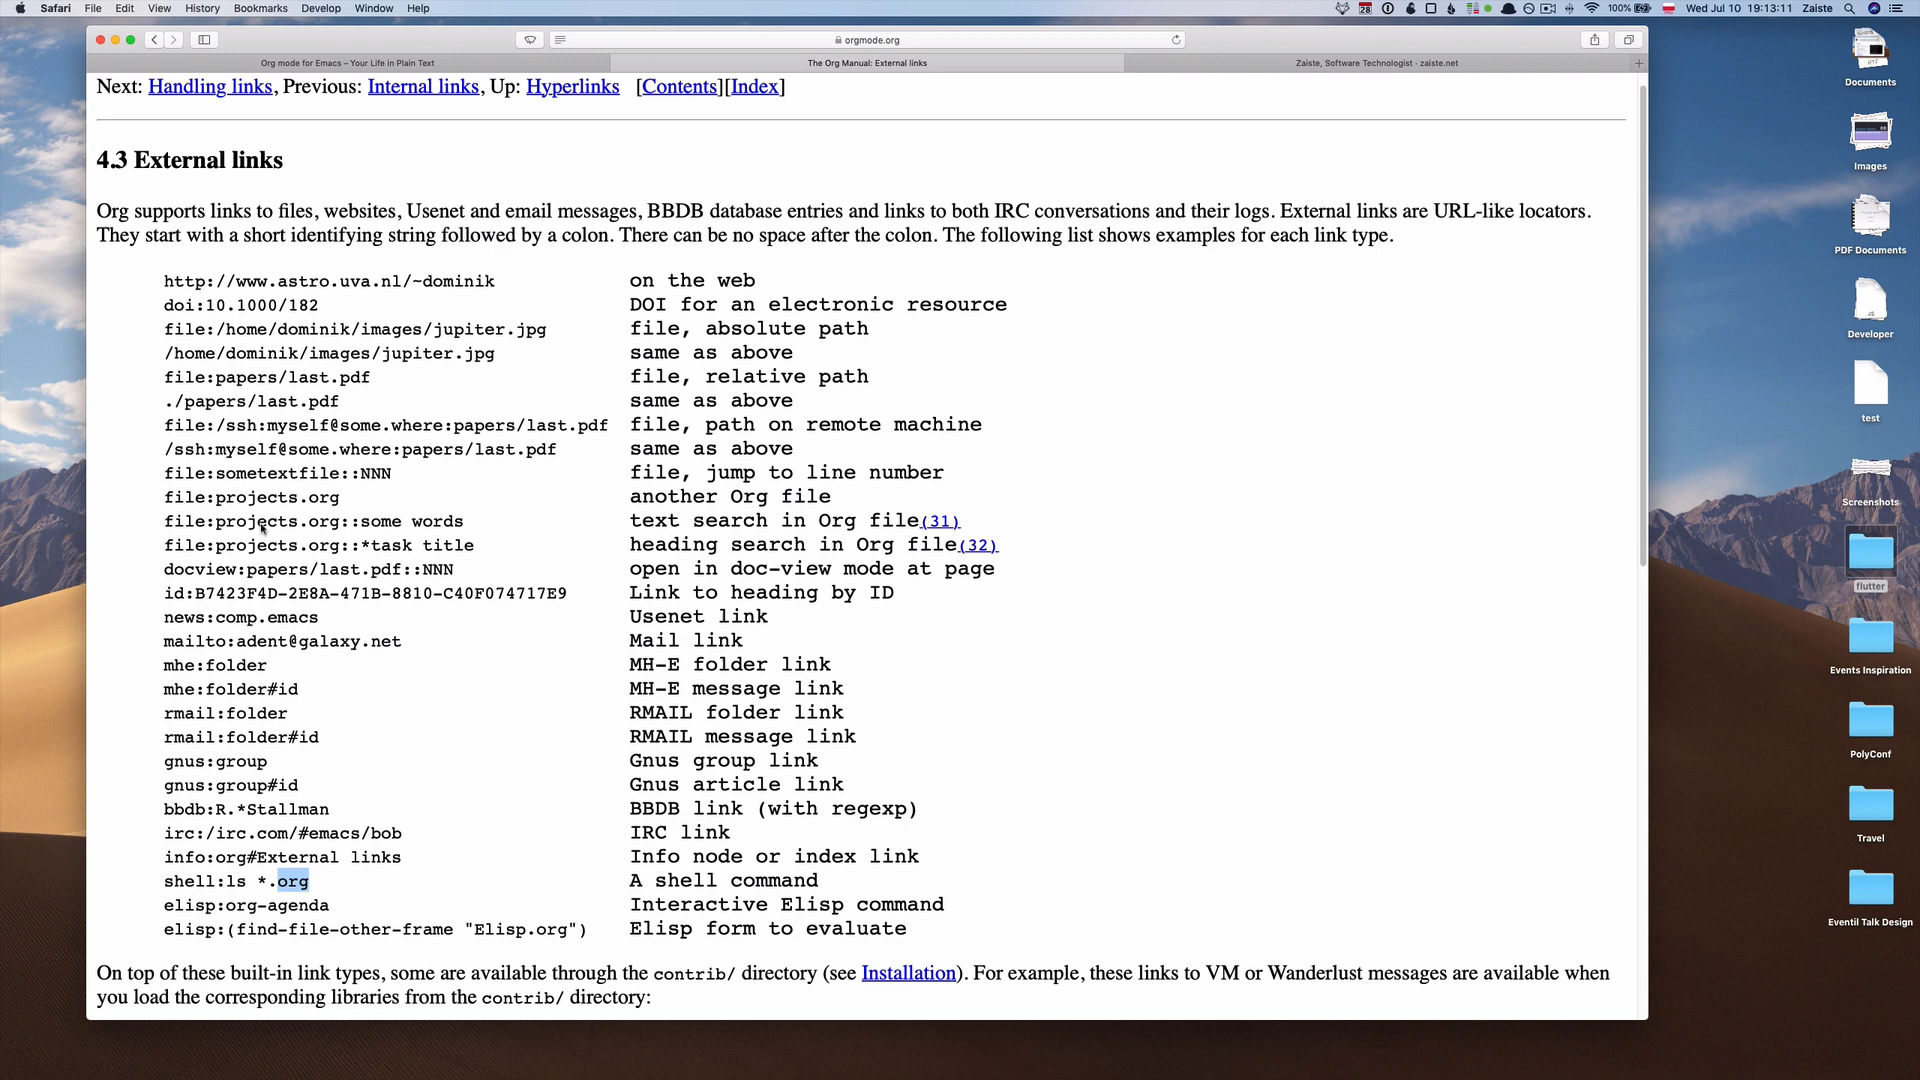 Safari File Edit View History Bookmarks Develop Window Help
28
100%
Wed Jul 10 19:13:11 Zaiste
orgmode.org
Org mode for Emacs – Your Life in Plain Text
The Org Manual: External links
Zaiste, Software Technologist · zaiste.net
Next: Handling links, Previous: Internal links, Up: Hyperlinks [Contents][Index]
4.3 External links
Org supports links to files, websites, Usenet and email messages, BBDB database entries and links to both IRC conversations and their logs. External links are URL-like locators.
They start with a short identifying string followed by a colon. There can be no space after the colon. The following list shows examples for each link type.
http://www.astro.uva.nl/~dominik on the web
doi:10.1000/182 DOI for an electronic resource
file:/home/dominik/images/jupiter.jpg file, absolute path
/home/dominik/images/jupiter.jpg same as above
file:papers/last.pdf file, relative path
./papers/last.pdf same as above
file:/ssh:myself@some.where:papers/last.pdf file, path on remote machine
/ssh:myself@some.where:papers/last.pdf same as above
file:sometextfile::NNN file, jump to line number
file:projects.org another Org file
file:projects.org::some words text search in Org file(31)
file:projects.org::*task title heading search in Org file(32)
docview:papers/last.pdf::NNN open in doc-view mode at page
id:B7423F4D-2E8A-471B-8810-C40F074717E9 Link to heading by ID
news:comp.emacs Usenet link
mailto:adent@galaxy.net Mail link
mhe:folder MH-E folder link
mhe:folder#id MH-E message link
rmail:folder RMAIL folder link
rmail:folder#id RMAIL message link
gnus:group Gnus group link
gnus:group#id Gnus article link
bbdb:R.*Stallman BBDB link (with regexp)
irc:/irc.com/#emacs/bob IRC link
info:org#External links Info node or index link
shell:ls *.org A shell command
elisp:org-agenda Interactive Elisp command
elisp:(find-file-other-frame "Elisp.org") Elisp form to evaluate
On top of these built-in link types, some are available through the contrib/ directory (see Installation). For example, these links to VM or Wanderlust messages are available when
you load the corresponding libraries from the contrib/ directory:
Documents
Images
PDF Documents
Developer
test
Screenshots
flutter
Events Inspiration
PolyConf
Travel
Eventil Talk Design